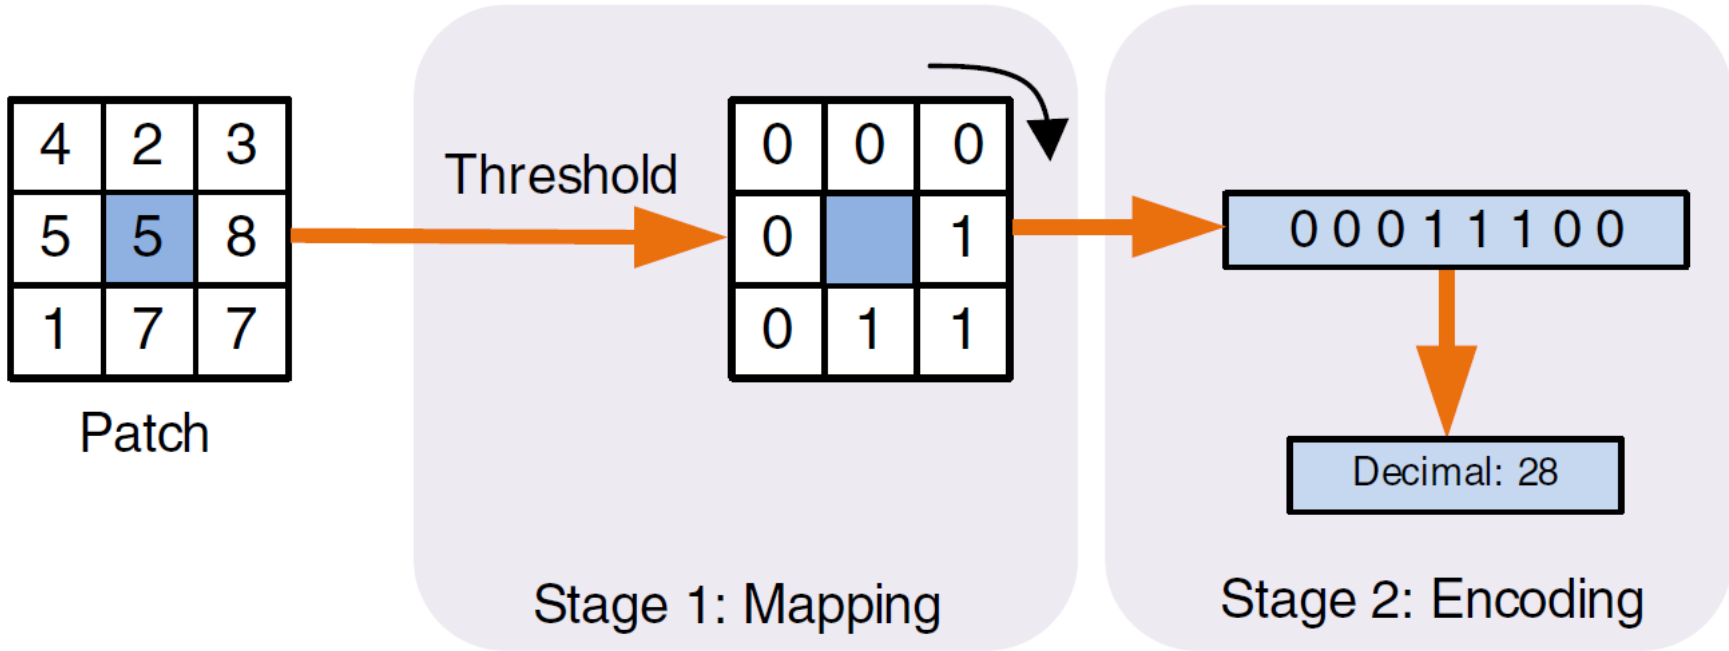 4 2 3
5 5 8
1 7 7
Patch
Threshold
0 0 0
0 1
0 1 1
Stage 1: Mapping
0 0 0 1 1 1 0 0
Decimal: 28
Stage 2: Encoding